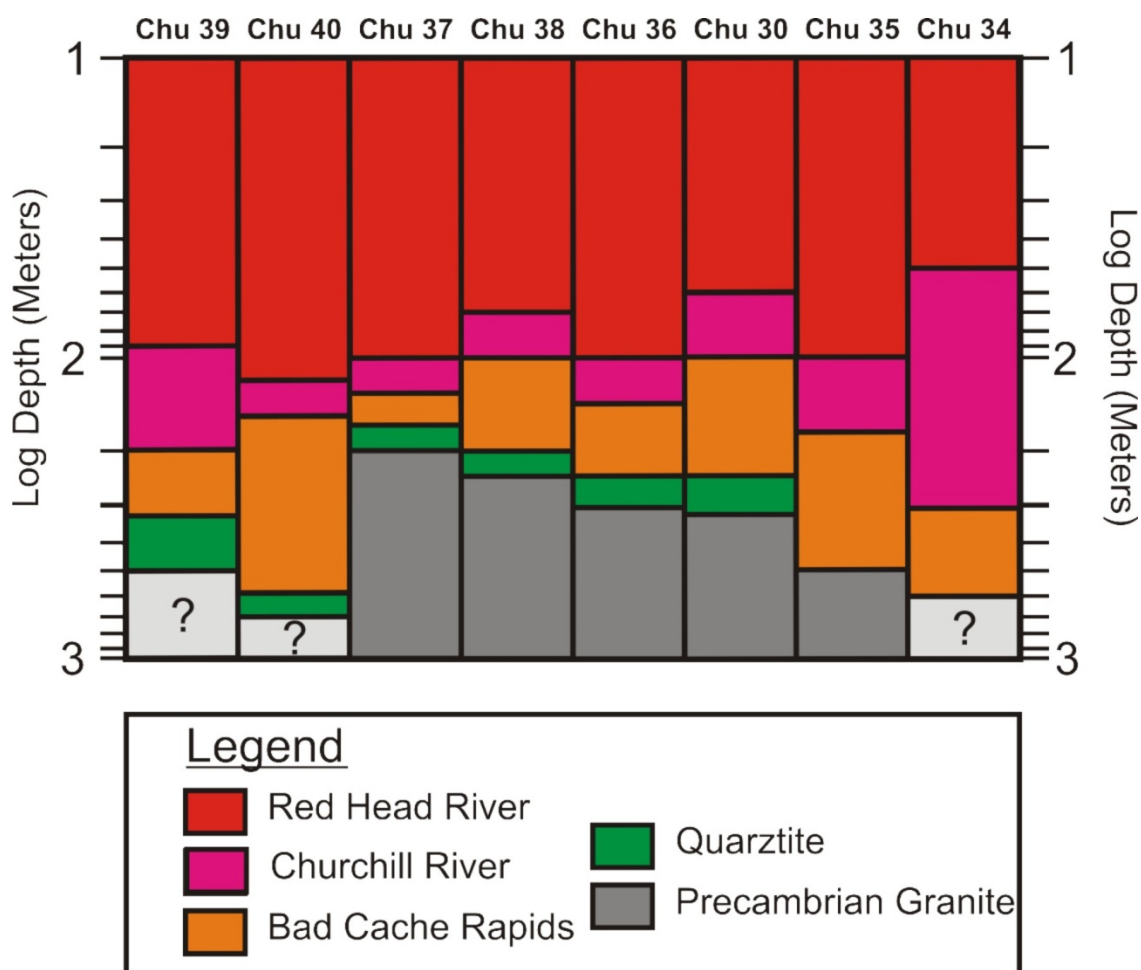 Chu 39 Chu 40 Chu 37 Chu 38 Chu 36 Chu 30 Chu 35 Chu 34
1 1
Log Depth (Meters)
2 2
Log Depth (Meters)
? ? ?
3 3
Legend
Red Head River
Churchill River
Bad Cache Rapids
Quarztite
Precambrian Granite